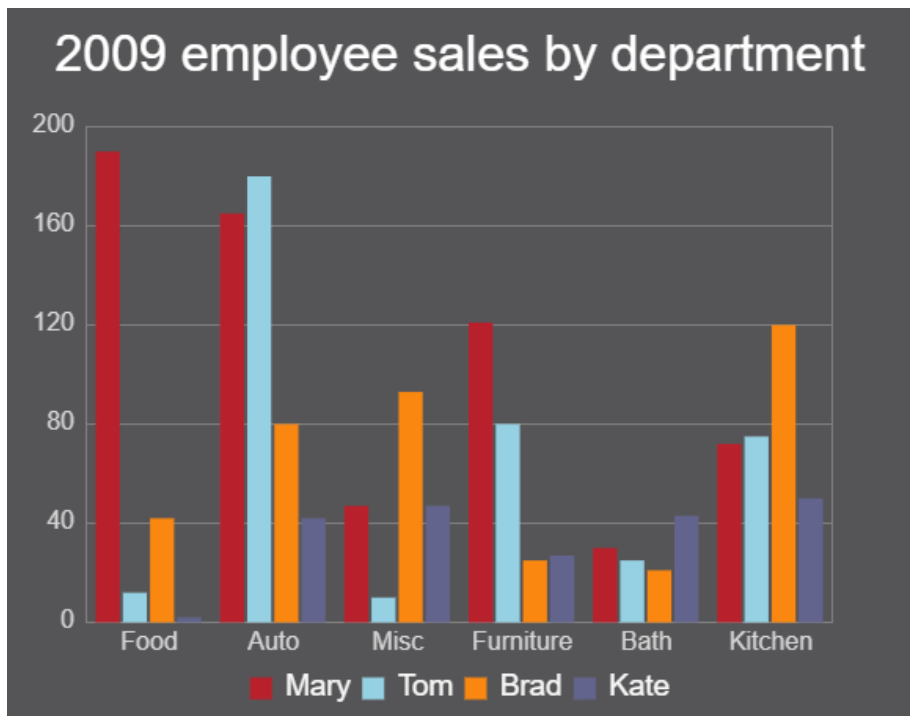 2009 employee sales by department
200
160
120
80
40
0
Food Auto Misc Furniture Bath Kitchen
Mary Tom Brad Kate